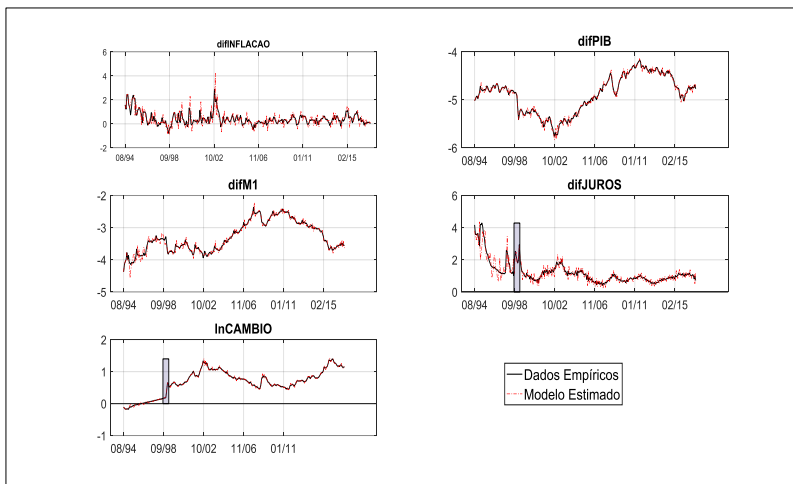 difINFLACAO
6
4
2
0
-2
08/94 09/98 10/02 11/06 01/11 02/15
difPIB
-4
-5
-6
08/94 09/98 10/02 11/06 01/11 02/15
difM1
-2
-3
-4
-5
08/94 09/98 10/02 11/06 01/11 02/15
difJUROS
6
4
2
0
08/94 09/98 10/02 11/06 01/11 02/15
lnCAMBIO
2
1
0
-1
08/94 09/98 10/02 11/06 01/11
Dados Empíricos
Modelo Estimado